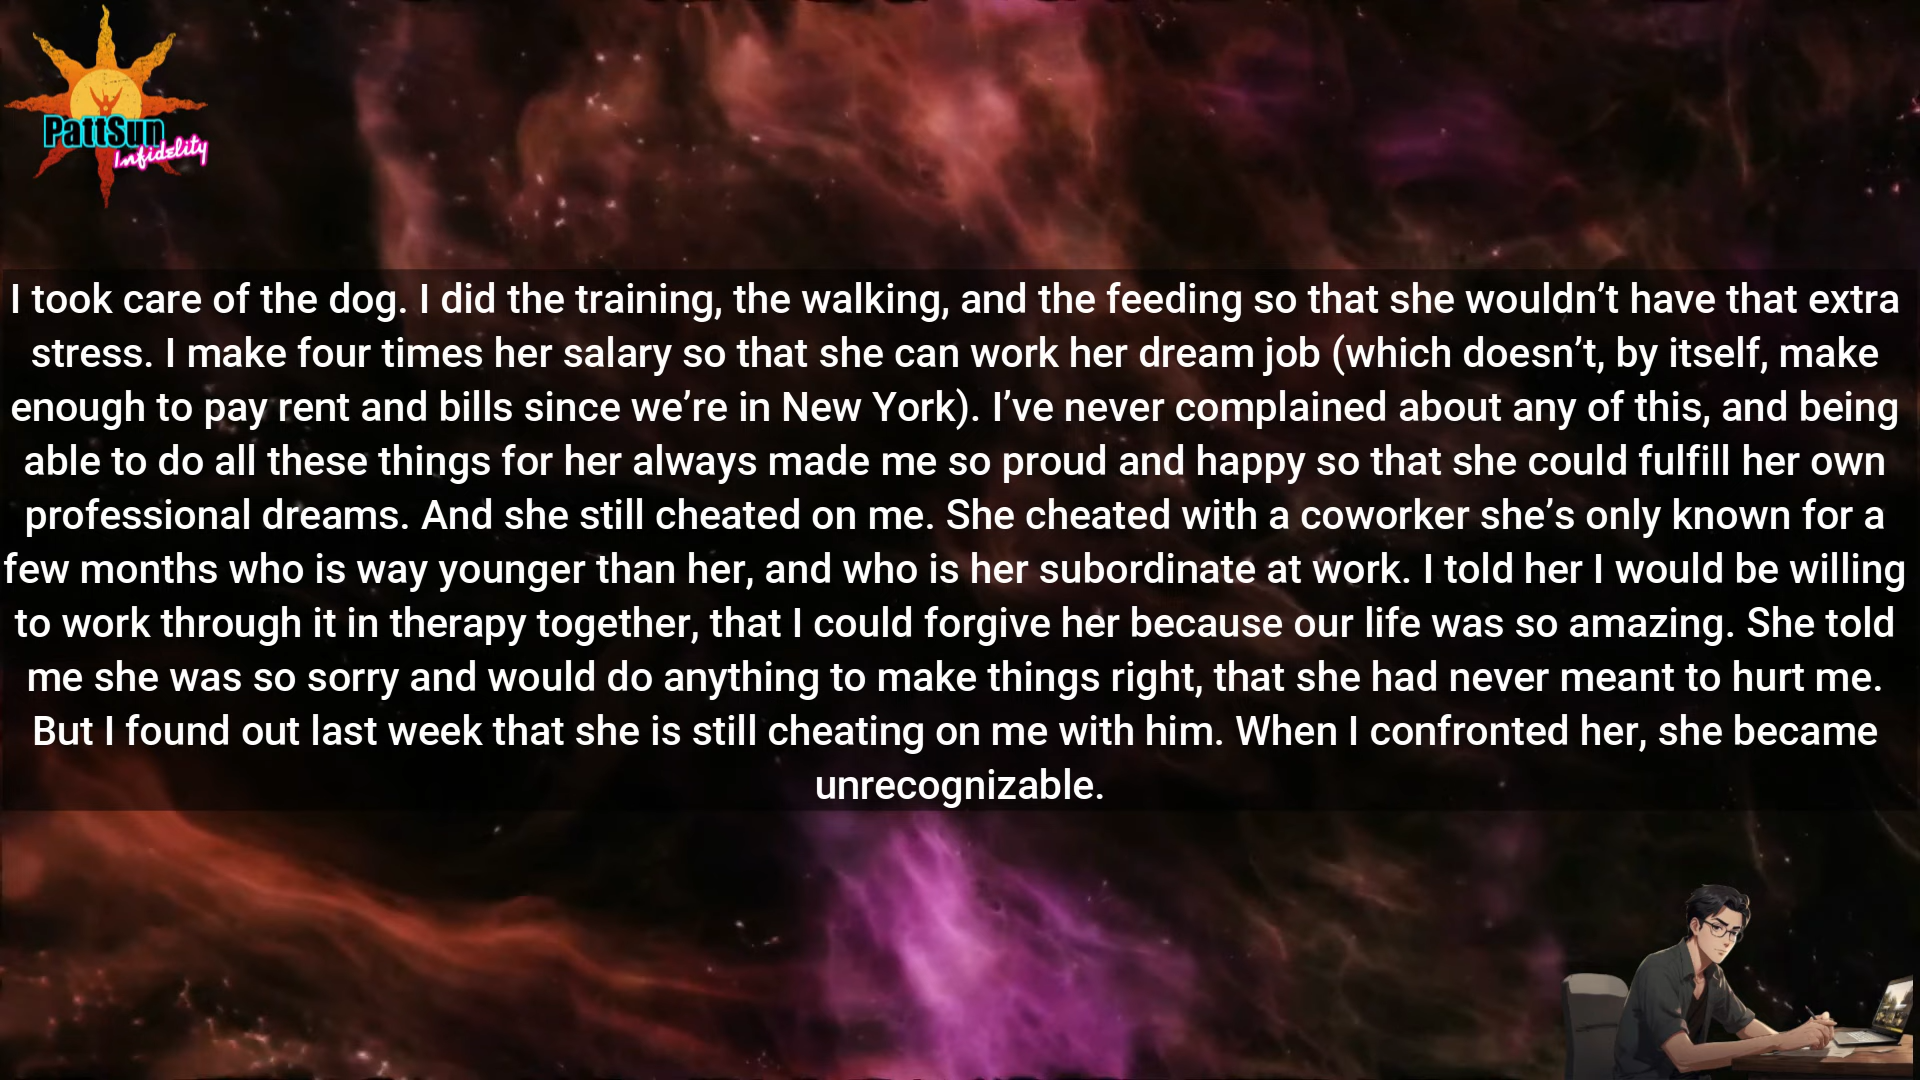 PattSun
Infidelity
I took care of the dog. I did the training, the walking, and the feeding so that she wouldn’t have that extra
stress. I make four times her salary so that she can work her dream job (which doesn’t, by itself, make
enough to pay rent and bills since we’re in New York). I’ve never complained about any of this, and being
able to do all these things for her always made me so proud and happy so that she could fulfill her own
professional dreams. And she still cheated on me. She cheated with a coworker she’s only known for a
few months who is way younger than her, and who is her subordinate at work. I told her I would be willing
to work through it in therapy together, that I could forgive her because our life was so amazing. She told
me she was so sorry and would do anything to make things right, that she had never meant to hurt me.
But I found out last week that she is still cheating on me with him. When I confronted her, she became
unrecognizable.